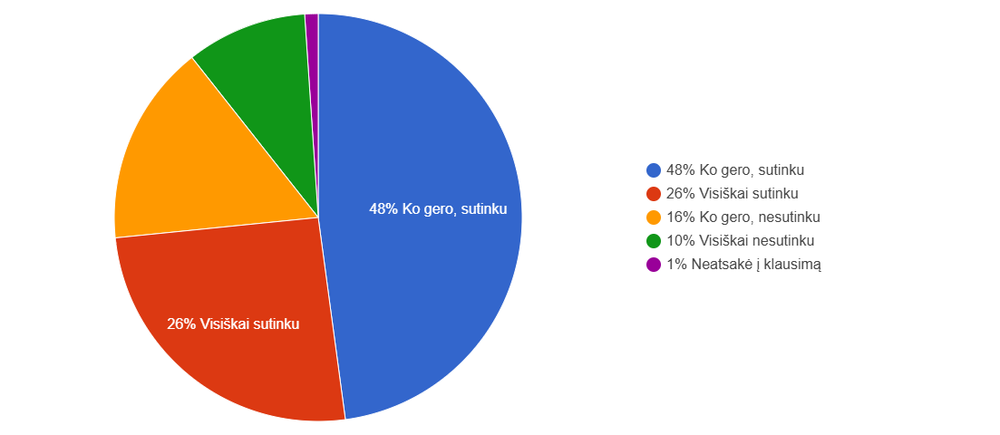 48% Ko gero, sutinku
26% Visiškai sutinku
48% Ko gero, sutinku
26% Visiškai sutinku
16% Ko gero, nesutinku
10% Visiškai nesutinku
1% Neatsakė į klausimą